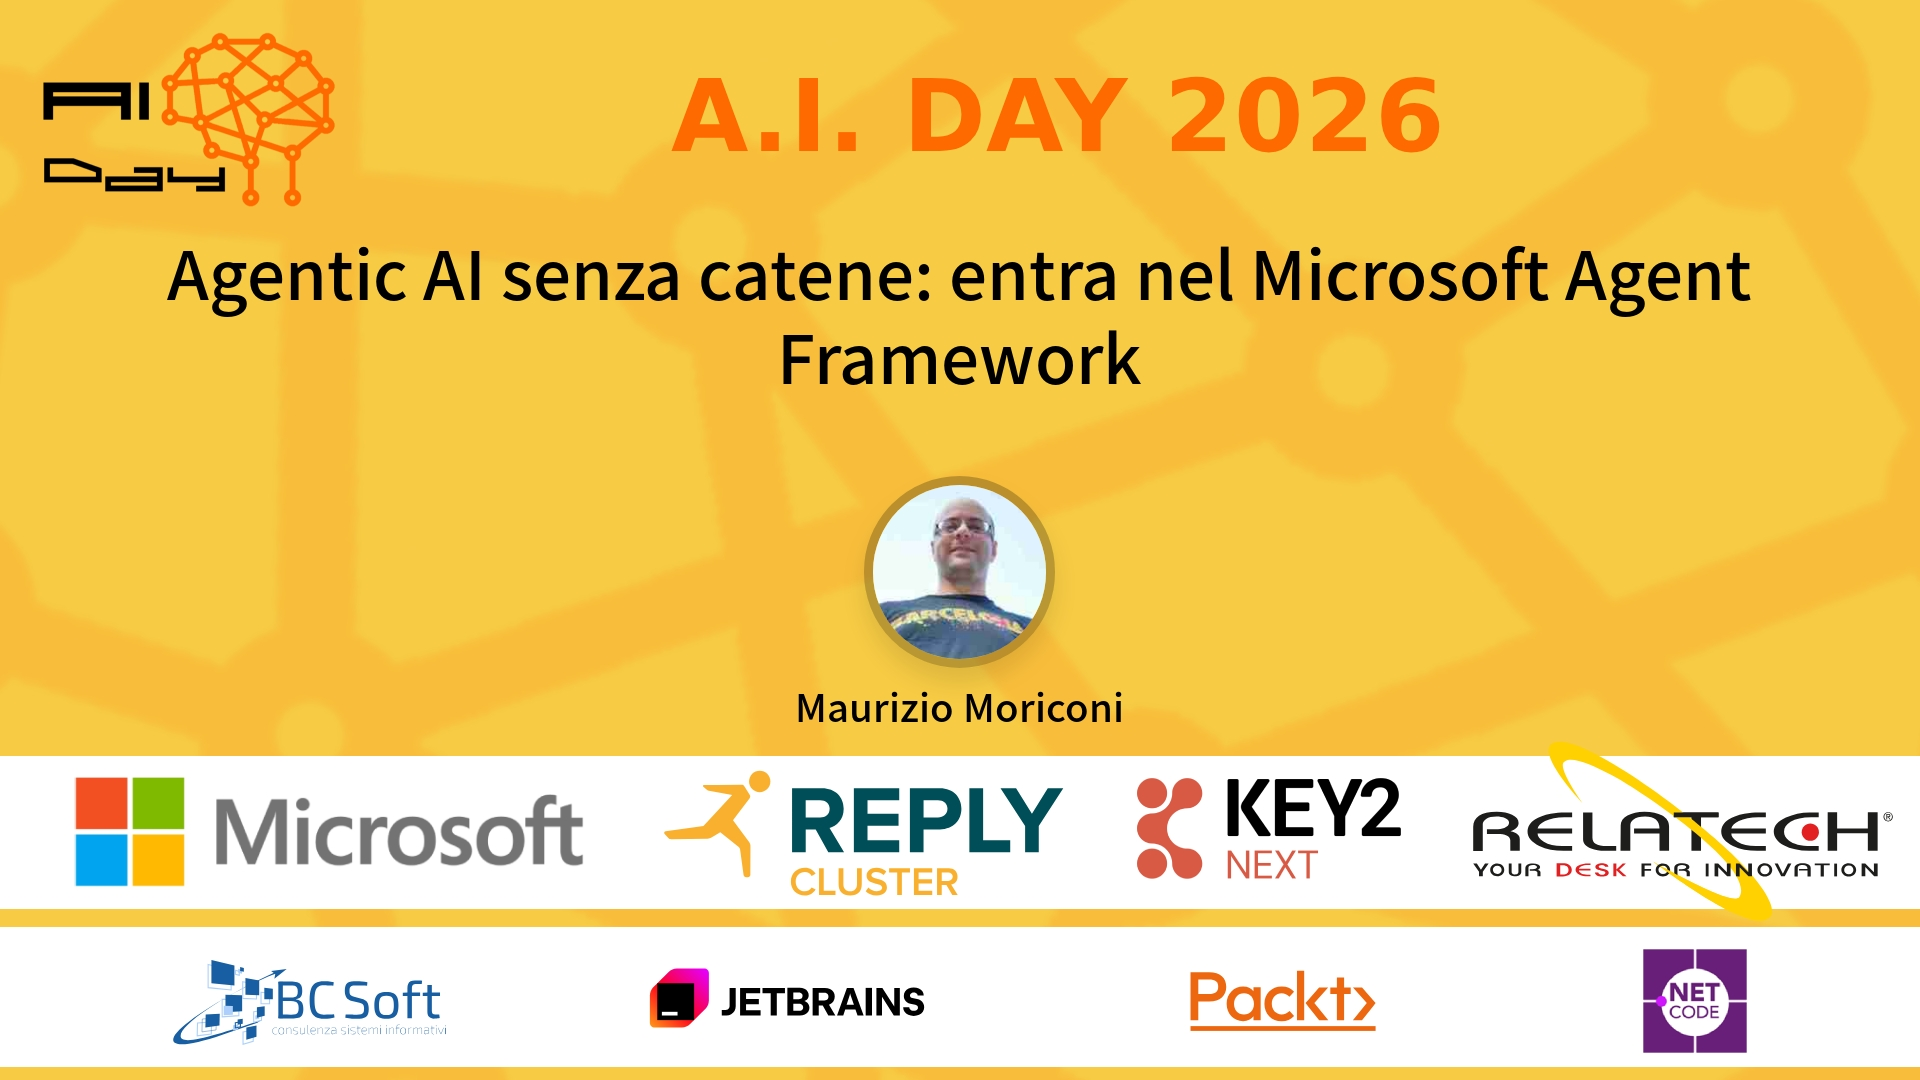 AI
Day
A.I. DAY 2026
Agentic AI senza catene: entra nel Microsoft Agent
Framework
BARCELONA
Maurizio Moriconi
Microsoft
REPLY
CLUSTER
KEY2
NEXT
RELATECH®
YOUR DESK FOR INNOVATION
BC Soft
consulenza sistemi informativi
JETBRAINS
Packt>
.NET
CODE